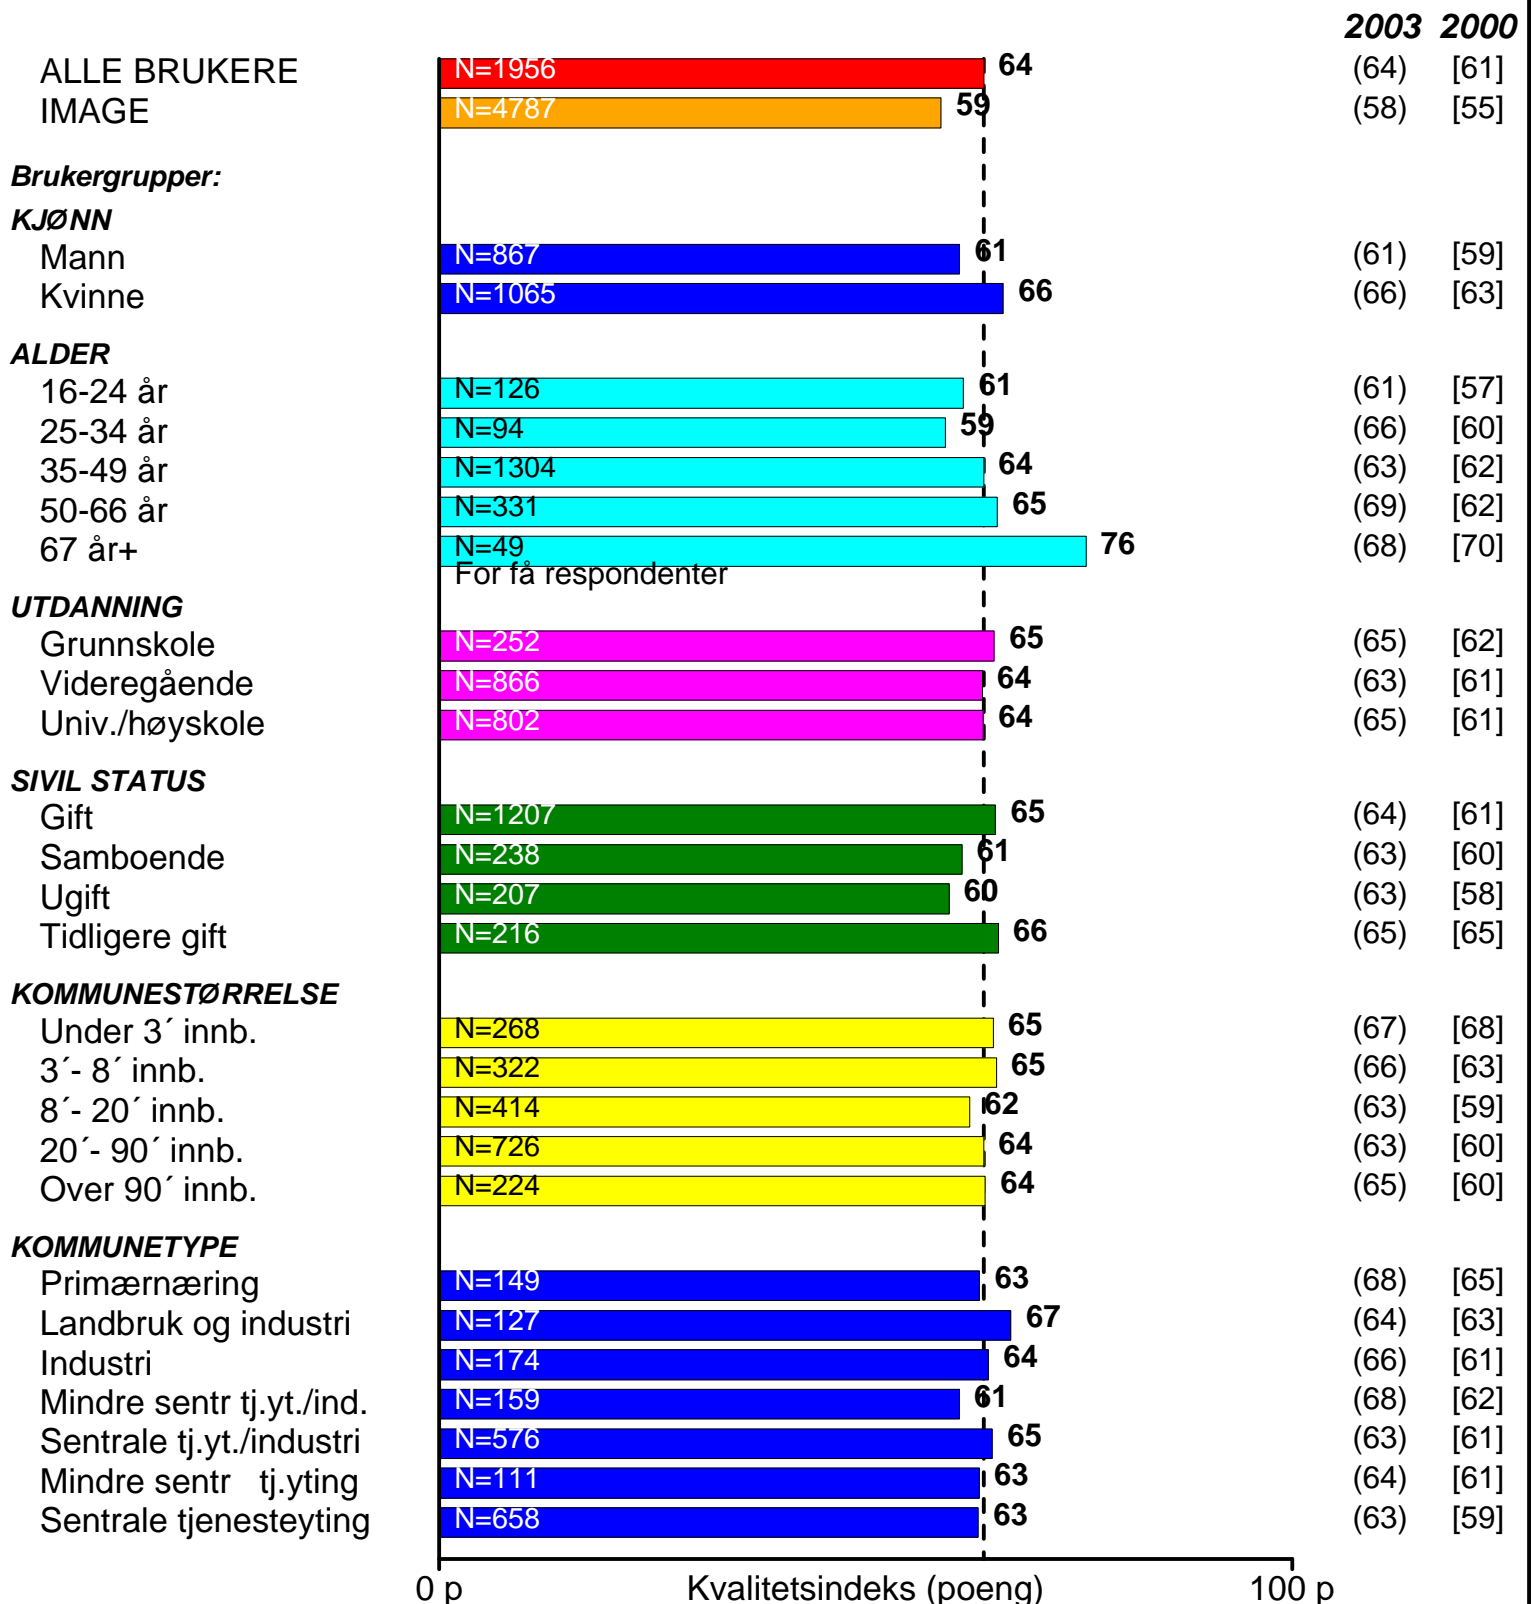 2003 2000
ALLE BRUKERE N=1956 64 (64) [61]
IMAGE N=4787 59 (58) [55]
Brukergrupper:
KJØNN
Mann N=867 61 (61) [59]
Kvinne N=1065 66 (66) [63]
ALDER
16-24 år N=126 61 (61) [57]
25-34 år N=94 59 (66) [60]
35-49 år N=1304 64 (63) [62]
50-66 år N=331 65 (69) [62]
67 år+ N=49 76 (68) [70]
For få respondenter
UTDANNING
Grunnskole N=252 65 (65) [62]
Videregående N=866 64 (63) [61]
Univ./høyskole N=802 64 (65) [61]
SIVIL STATUS
Gift N=1207 65 (64) [61]
Samboende N=238 61 (63) [60]
Ugift N=207 60 (63) [58]
Tidligere gift N=216 66 (65) [65]
KOMMUNESTØRRELSE
Under 3´ innb. N=268 65 (67) [68]
3´- 8´ innb. N=322 65 (66) [63]
8´- 20´ innb. N=414 62 (63) [59]
20´- 90´ innb. N=726 64 (63) [60]
Over 90´ innb. N=224 64 (65) [60]
KOMMUNETYPE
Primærnæring N=149 63 (68) [65]
Landbruk og industri N=127 67 (64) [63]
Industri N=174 64 (66) [61]
Mindre sentr tj.yt./ind. N=159 61 (68) [62]
Sentrale tj.yt./industri N=576 65 (63) [61]
Mindre sentr tj.yting N=111 63 (64) [61]
Sentrale tjenesteyting N=658 63 (63) [59]
0 p Kvalitetsindeks (poeng) 100 p